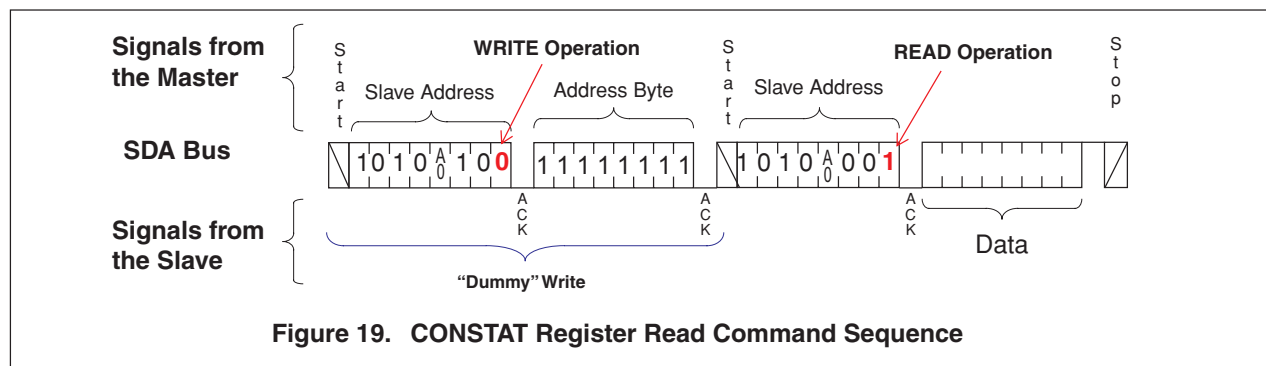 Signals from
the Master
Start
WRITE Operation
Start
READ Operation
Stop
Slave Address
Address Byte
Slave Address
SDA Bus
1 0 1 0 A0 1 0 0
1 1 1 1 1 1 1 1
1 0 1 0 A0 0 0 1
ACK
ACK
ACK
Signals from
the Slave
Data
“Dummy” Write
Figure 19. CONSTAT Register Read Command Sequence